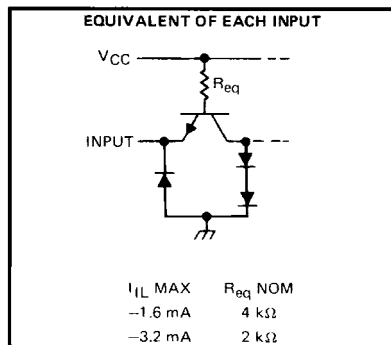 EQUIVALENT OF EACH INPUT
VCC
Req
INPUT
IIL MAX Req NOM
−1.6 mA 4 kΩ
−3.2 mA 2 kΩ